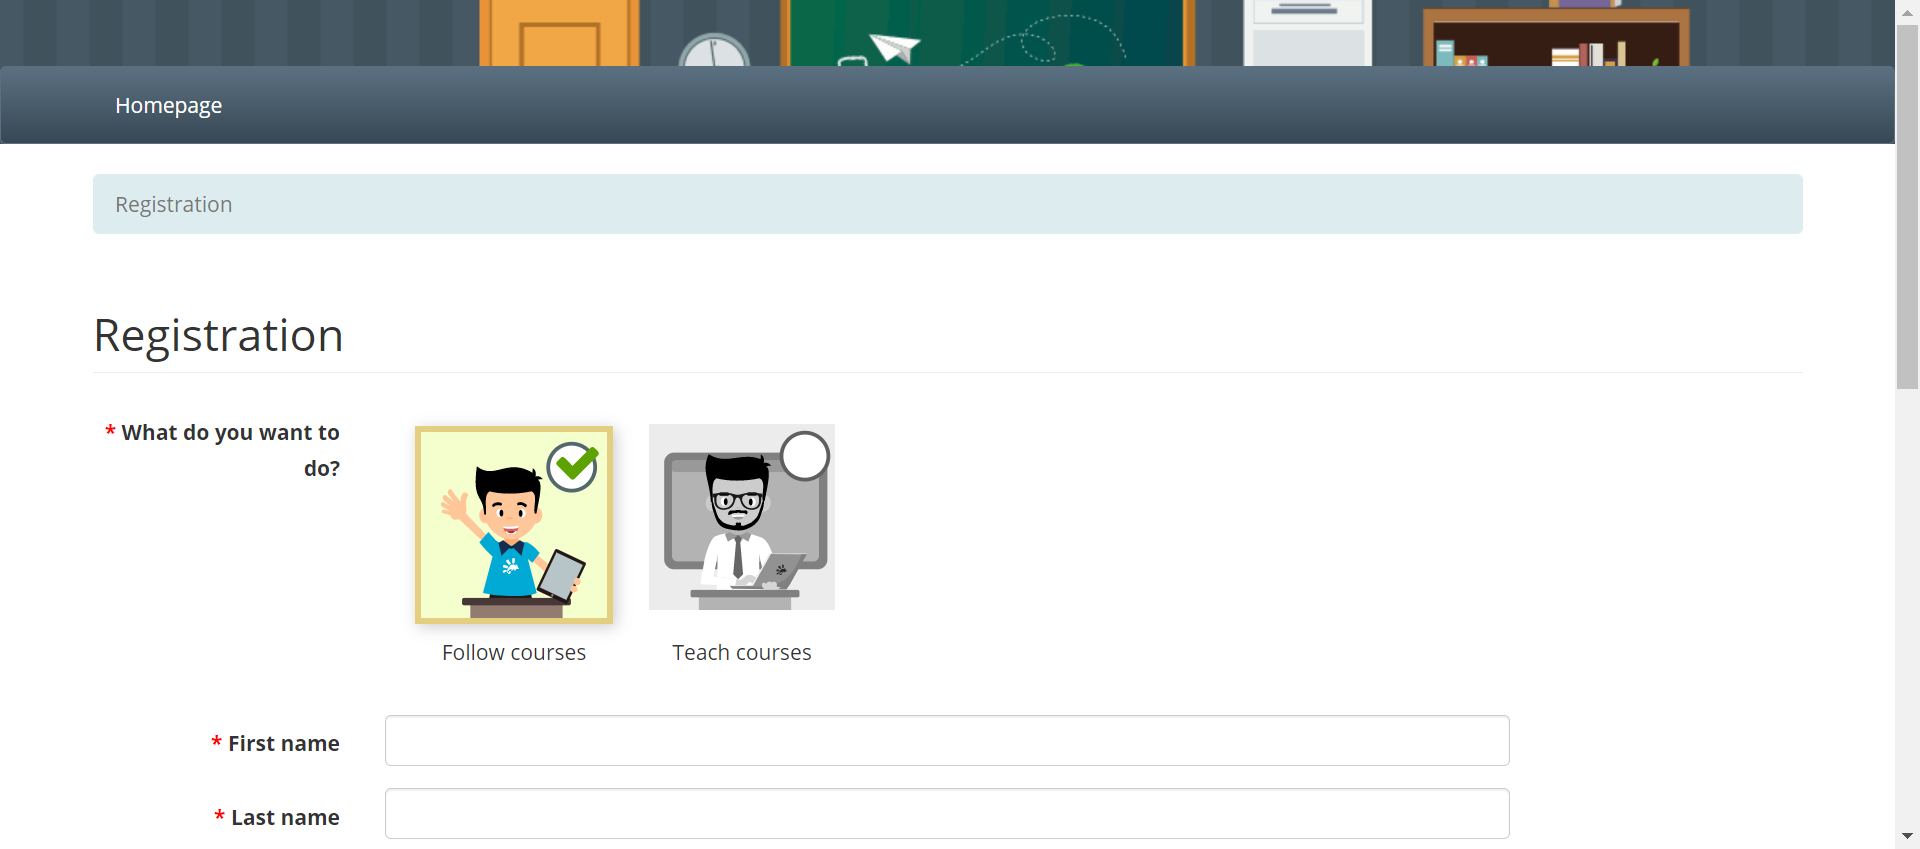 Homepage
Registration
Registration
* What do you want to
do?
Follow courses
Teach courses
* First name
* Last name